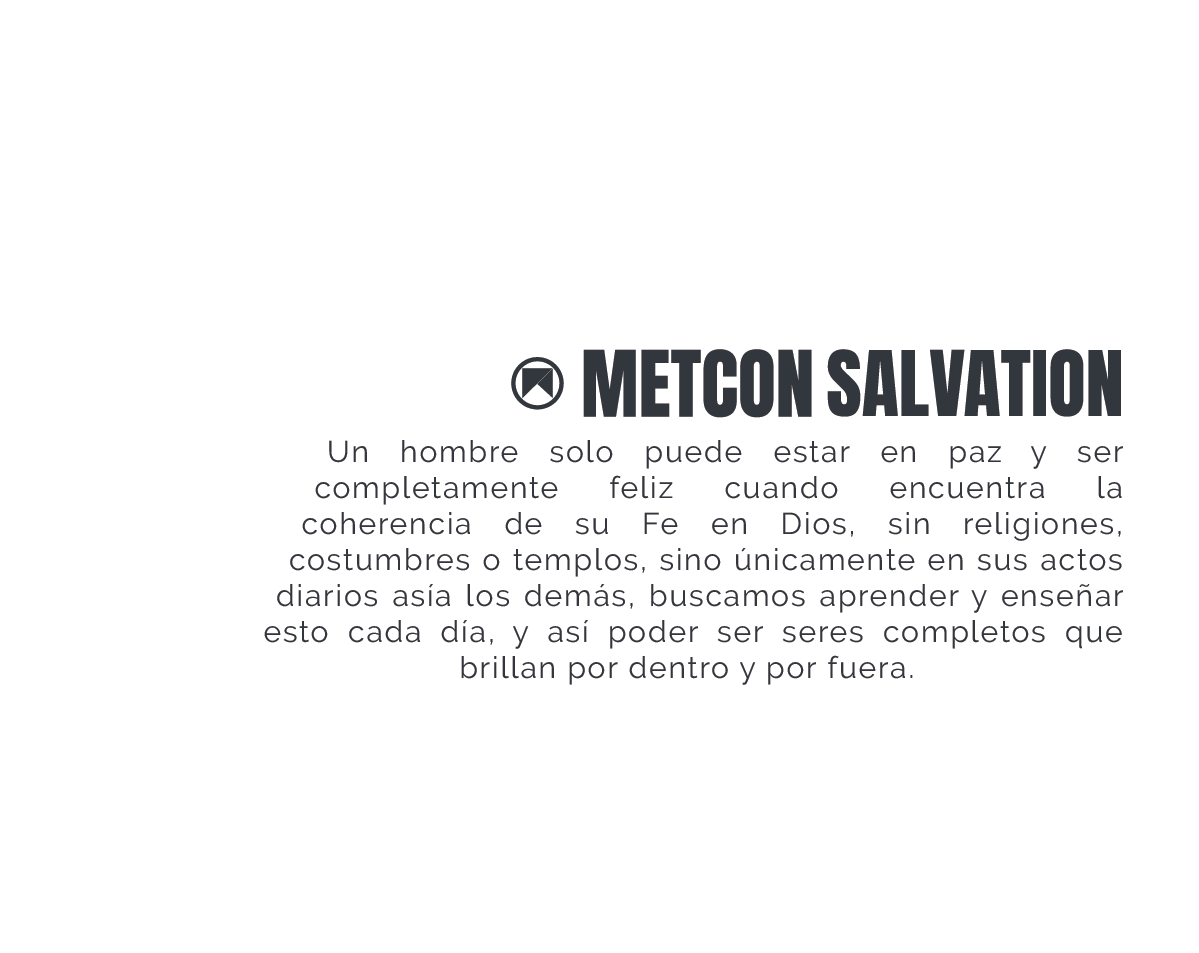 METCON SALVATION
Un hombre solo puede estar en paz y ser
completamente feliz cuando encuentra la
coherencia de su Fe en Dios, sin religiones,
costumbres o templos, sino únicamente en sus actos
diarios asía los demás, buscamos aprender y enseñar
esto cada día, y así poder ser seres completos que
brillan por dentro y por fuera.